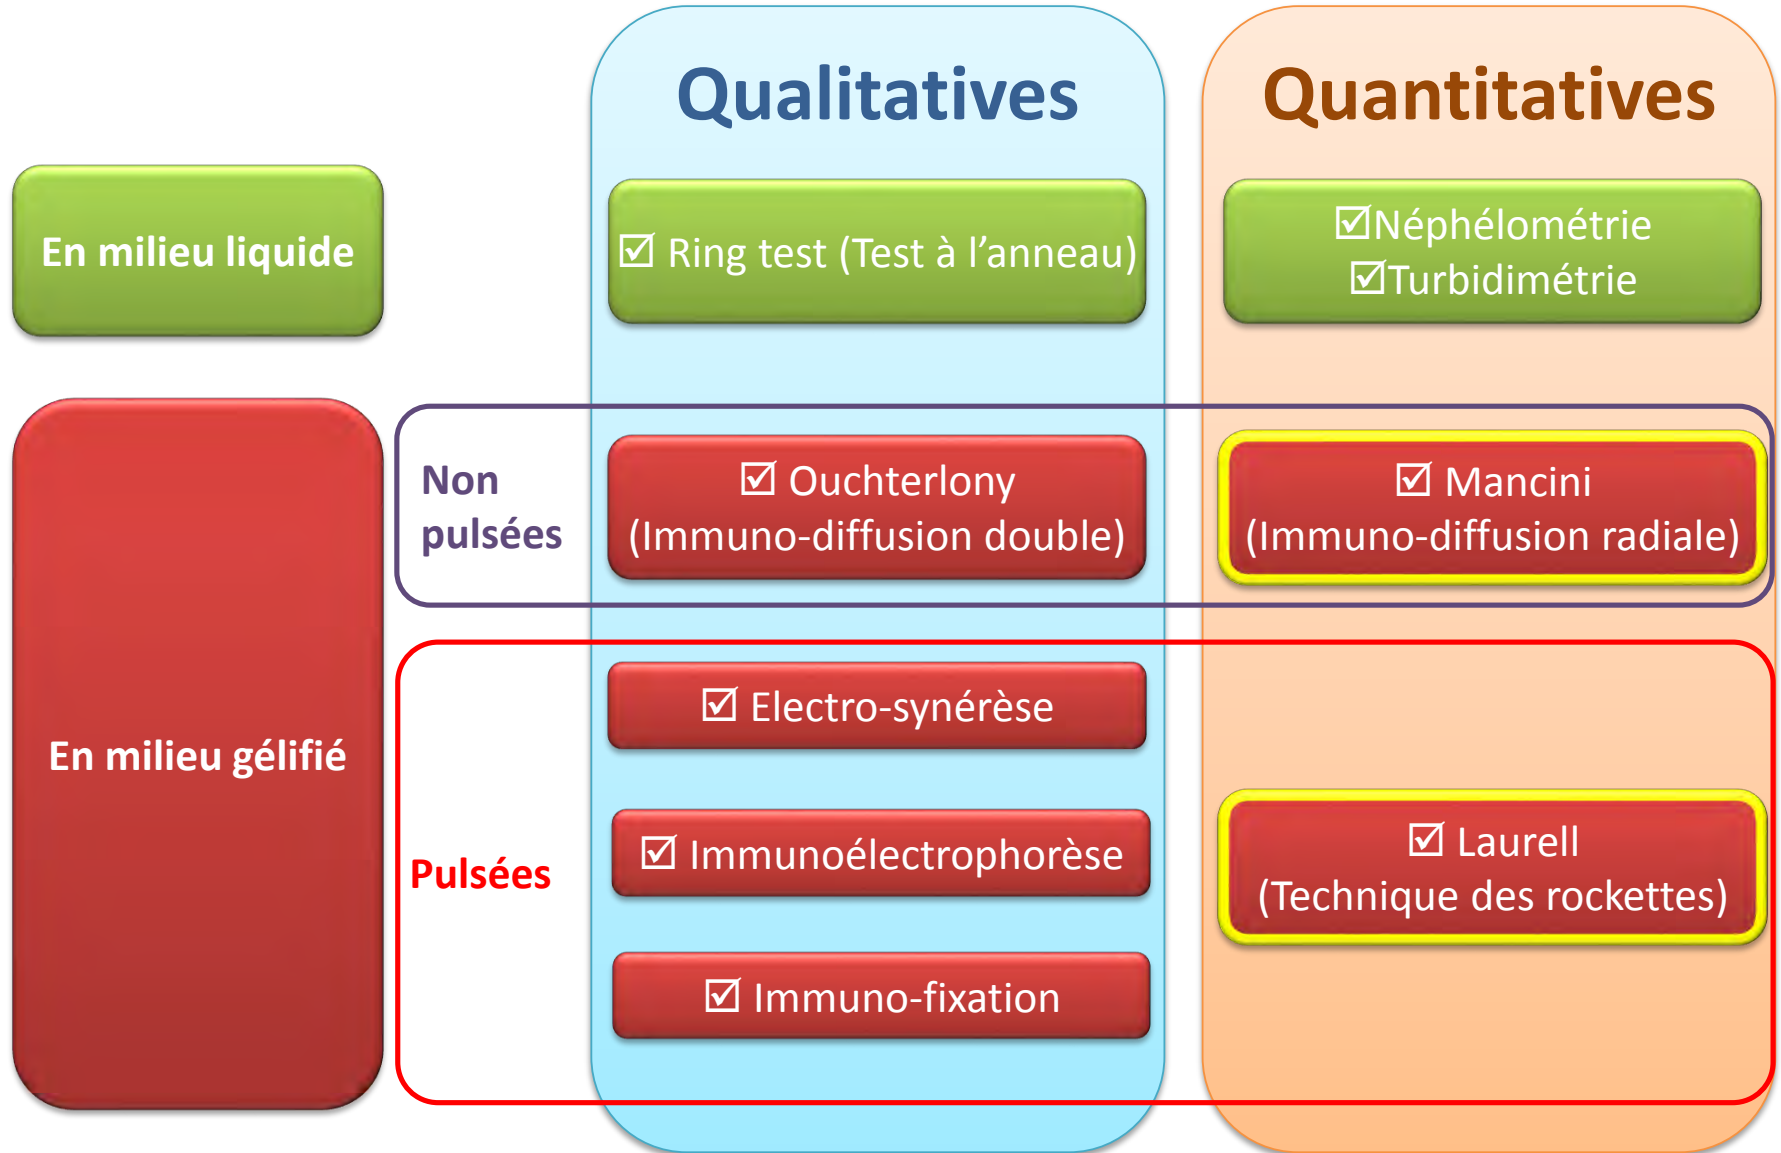 Qualitatives
Quantitatives
En milieu liquide
☑ Ring test (Test à l’anneau)
☑Néphélométrie
☑Turbidimétrie
En milieu gélifié
Non
pulsées
☑ Ouchterlony
(Immuno-diffusion double)
☑ Mancini
(Immuno-diffusion radiale)
Pulsées
☑ Electro-synérèse
☑ Immunoélectrophorèse
☑ Immuno-fixation
☑ Laurell
(Technique des rockettes)